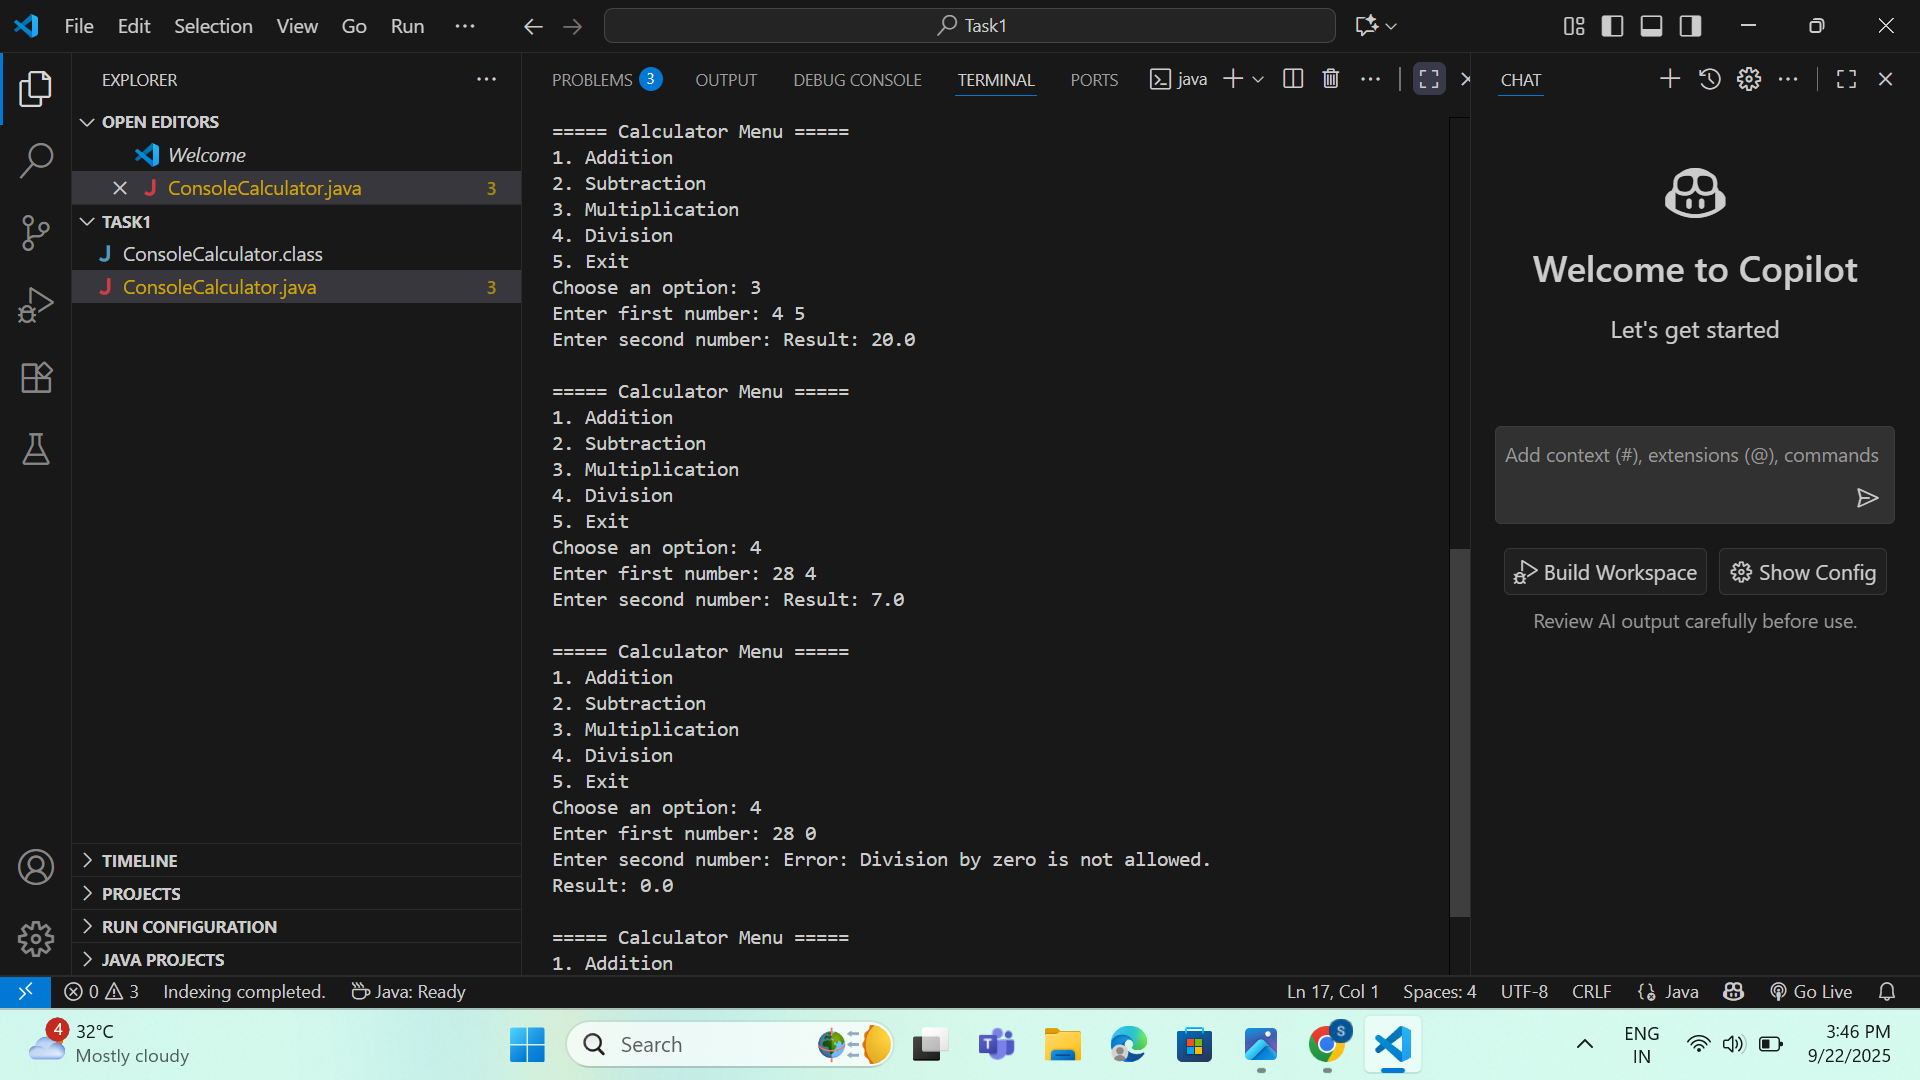 File Edit Selection View Go Run ... Task1
EXPLORER
OPEN EDITORS
Welcome
ConsoleCalculator.java 3
TASK1
ConsoleCalculator.class
ConsoleCalculator.java 3
TIMELINE
PROJECTS
RUN CONFIGURATION
JAVA PROJECTS
PROBLEMS 3 OUTPUT DEBUG CONSOLE TERMINAL PORTS java
===== Calculator Menu =====
1. Addition
2. Subtraction
3. Multiplication
4. Division
5. Exit
Choose an option: 3
Enter first number: 4 5
Enter second number: Result: 20.0
===== Calculator Menu =====
1. Addition
2. Subtraction
3. Multiplication
4. Division
5. Exit
Choose an option: 4
Enter first number: 28 4
Enter second number: Result: 7.0
===== Calculator Menu =====
1. Addition
2. Subtraction
3. Multiplication
4. Division
5. Exit
Choose an option: 4
Enter first number: 28 0
Enter second number: Error: Division by zero is not allowed.
Result: 0.0
===== Calculator Menu =====
1. Addition
CHAT
Welcome to Copilot
Let's get started
Add context (#), extensions (@), commands
Build Workspace Show Config
Review AI output carefully before use.
0 3 Indexing completed. Java: Ready Ln 17, Col 1 Spaces: 4 UTF-8 CRLF Java Go Live
4 32°C
Mostly cloudy
Search
S
ENG
IN
3:46 PM
9/22/2025